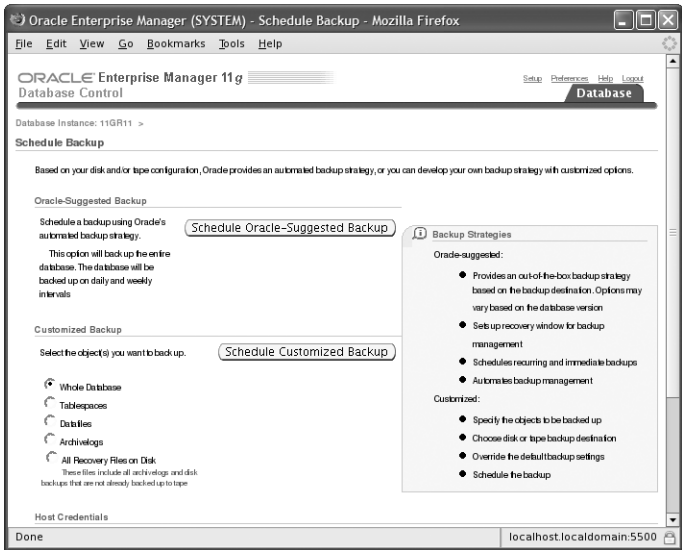 Oracle Enterprise Manager (SYSTEM) - Schedule Backup - Mozilla Firefox
File Edit View Go Bookmarks Tools Help
ORACLE Enterprise Manager 11g
Database Control
Setup Preferences Help Logout
Database
Database Instance: 11GR11 >
Schedule Backup
Based on your disk and/or tape configuration, Oracle provides an automated backup strategy, or you can develop your own backup strategy with customized options.
Oracle-Suggested Backup
Schedule a backup using Oracle's
automated backup strategy.
Schedule Oracle-Suggested Backup
This option will back up the entire
database. The database will be
backed up on daily and weekly
intervals
Customized Backup
Select the object(s) you want to back up.
Schedule Customized Backup
Whole Database
Tablespaces
Datafiles
Archivelogs
All Recovery Files on Disk
These files include all archivelogs and disk
backups that are not already backed up to tape
Backup Strategies
Oracle-suggested:
Provides an out-of-the-box backup strategy
based on the backup destination. Options may
vary based on the database version
Sets up recovery window for backup
management
Schedules recurring and immediate backups
Automates backup management
Customized:
Specify the objects to be backed up
Choose disk or tape backup destination
Override the default backup settings
Schedule the backup
Host Credentials
Done
localhost.localdomain:5500